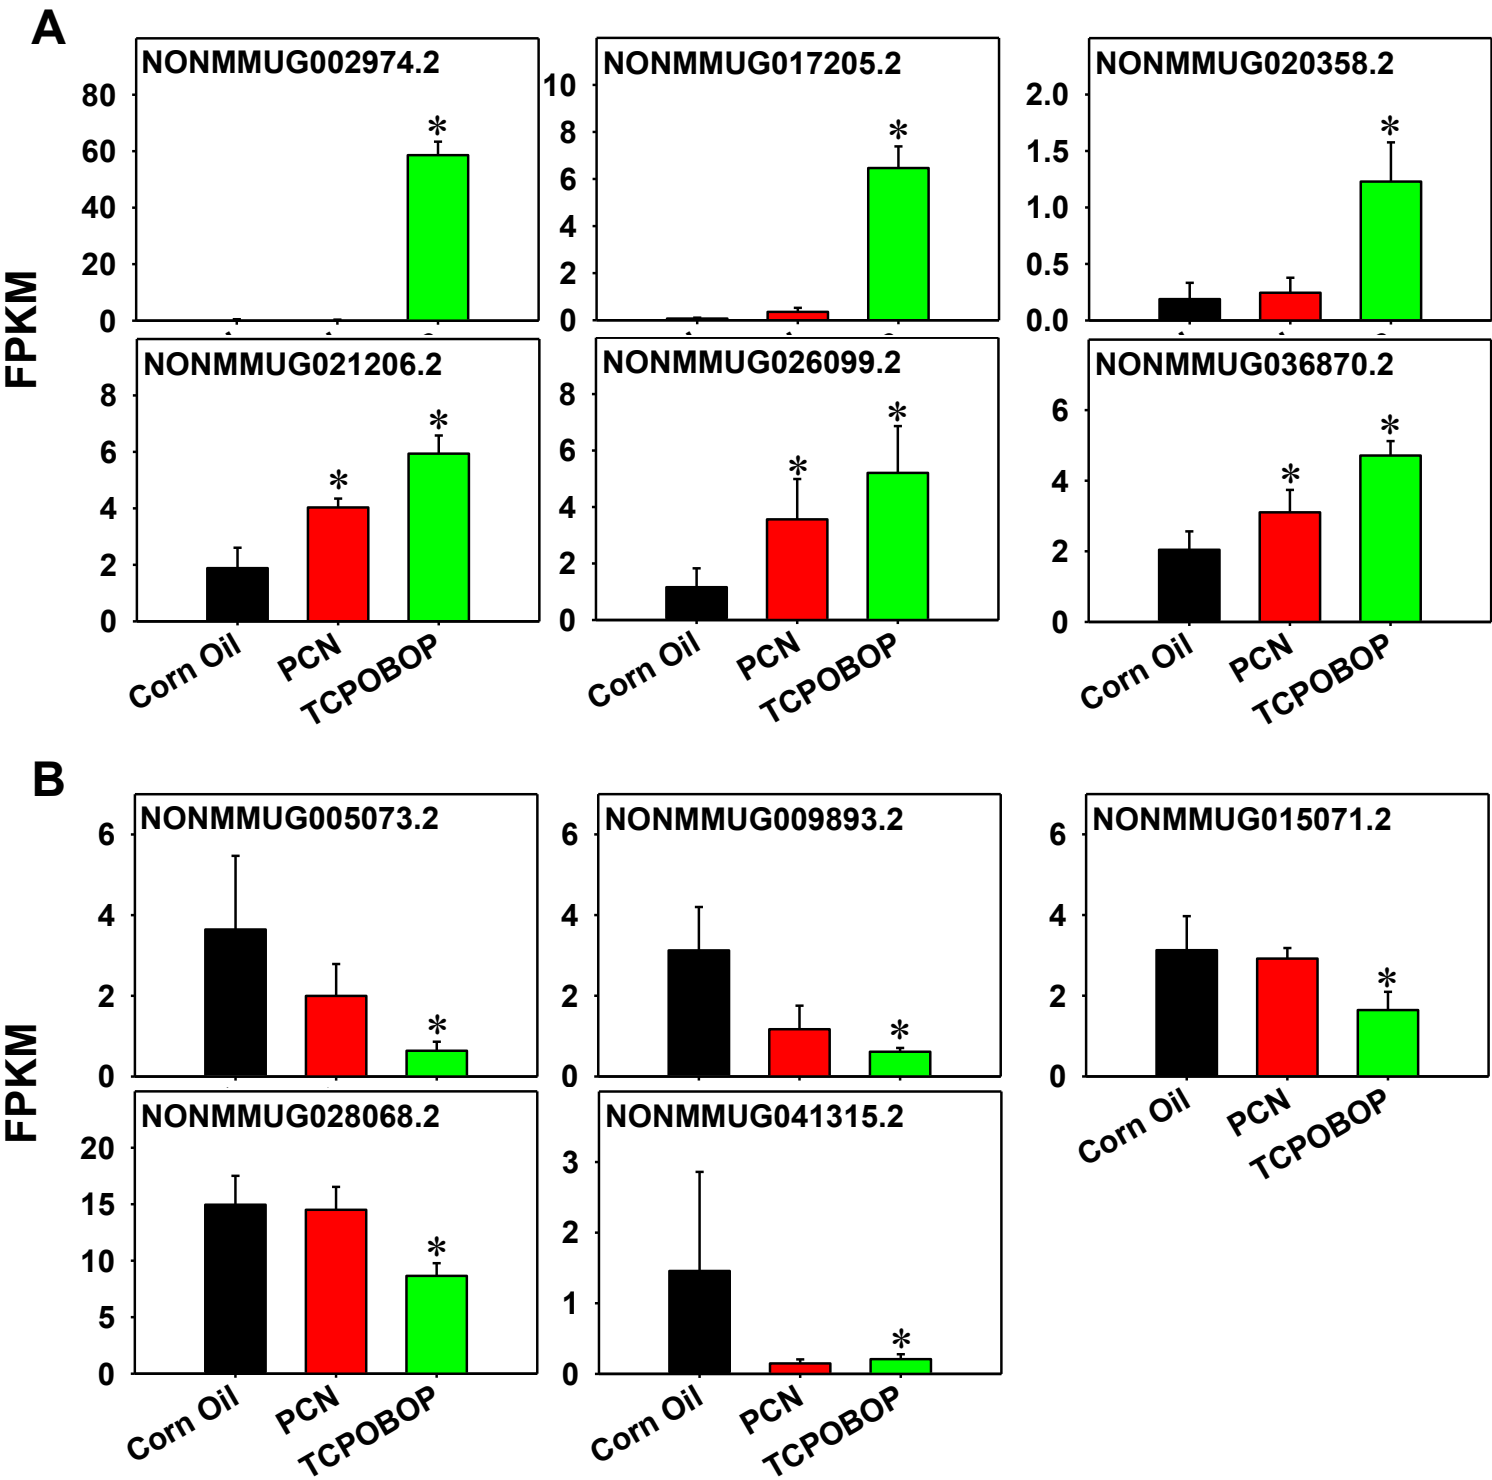 A
FPKM
NONMMUG002974.2
80
60
40
20
0
*
NONMMUG017205.2
10
8
6
4
2
0
*
NONMMUG020358.2
2.0
1.5
1.0
0.5
0.0
*
NONMMUG021206.2
8
6
4
2
0
*
*
Corn Oil
PCN
TCPOBOP
NONMMUG026099.2
8
6
4
2
0
*
*
Corn Oil
PCN
TCPOBOP
NONMMUG036870.2
6
4
2
0
*
*
Corn Oil
PCN
TCPOBOP
B
FPKM
NONMMUG005073.2
6
4
2
0
*
NONMMUG009893.2
6
4
2
0
*
NONMMUG015071.2
6
4
2
0
*
Corn Oil
PCN
TCPOBOP
NONMMUG028068.2
20
15
10
5
0
*
Corn Oil
PCN
TCPOBOP
NONMMUG041315.2
3
2
1
0
*
Corn Oil
PCN
TCPOBOP